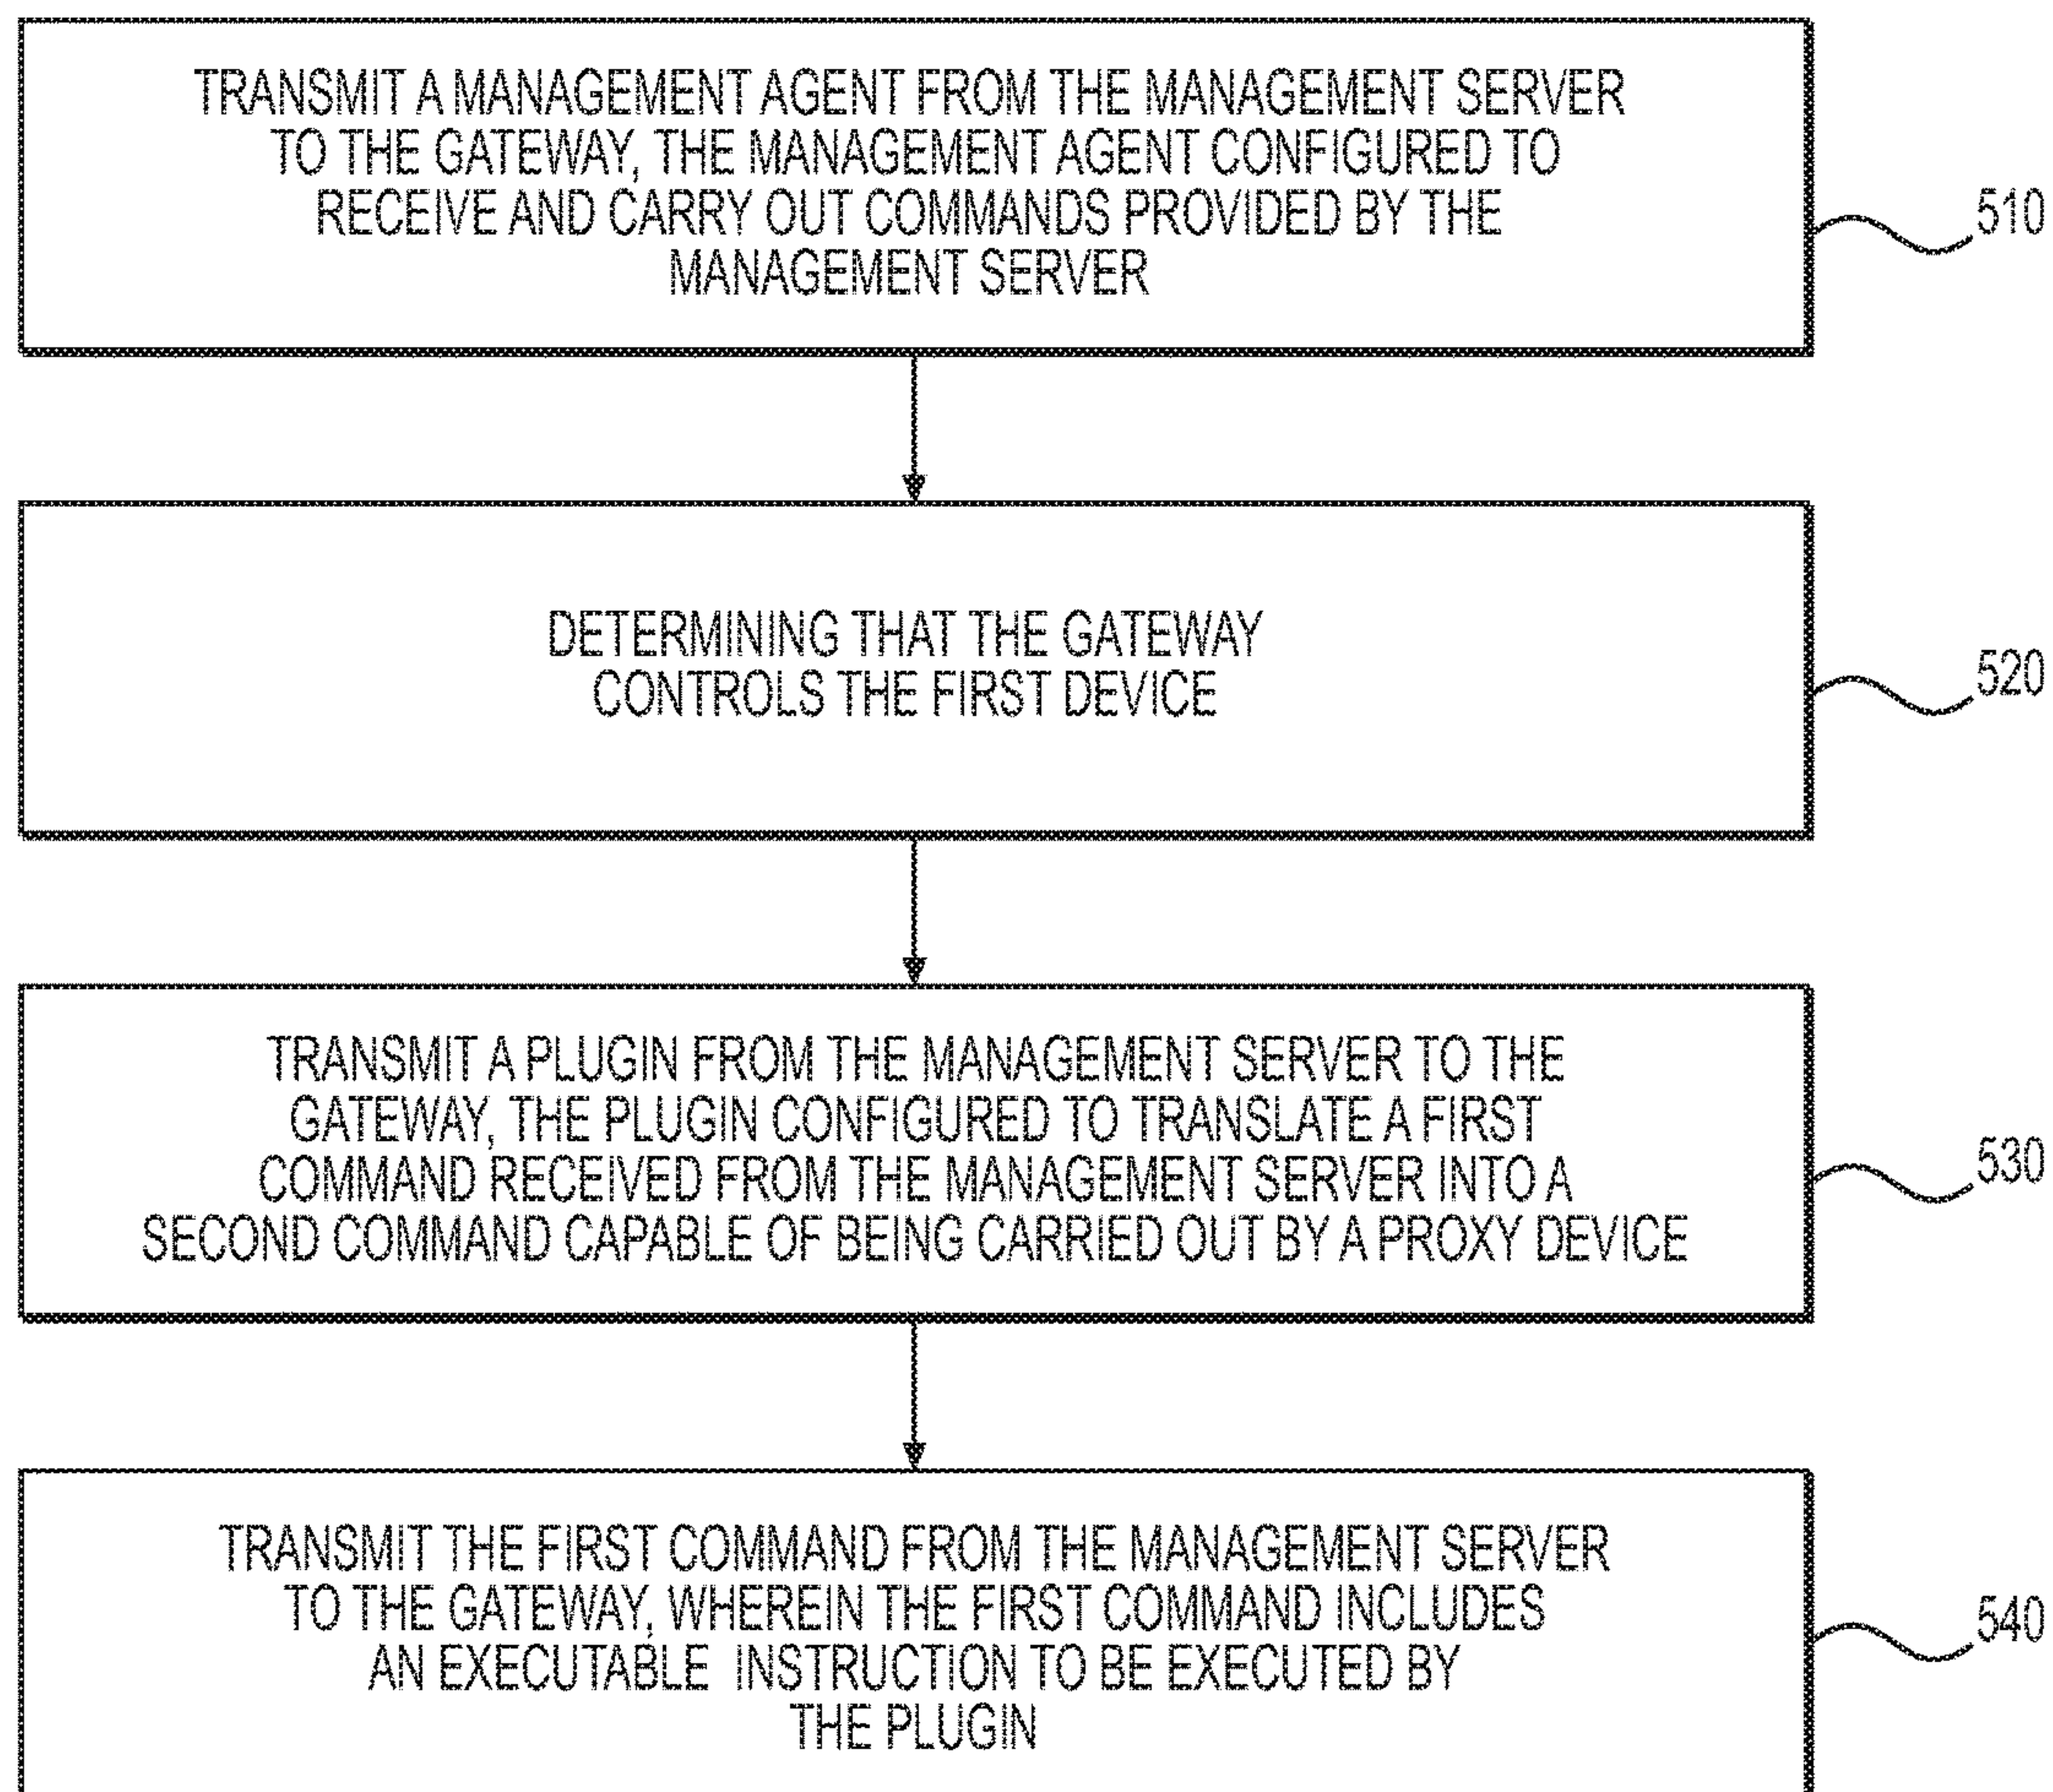 TRANSMIT A MANAGEMENT AGENT FROM THE MANAGEMENT SERVER
TO THE GATEWAY, THE MANAGEMENT AGENT CONFIGURED TO
RECEIVE AND CARRY OUT COMMANDS PROVIDED BY THE
MANAGEMENT SERVER
510
DETERMINING THAT THE GATEWAY
CONTROLS THE FIRST DEVICE
520
TRANSMIT A PLUGIN FROM THE MANAGEMENT SERVER TO THE
GATEWAY, THE PLUGIN CONFIGURED TO TRANSLATE A FIRST
COMMAND RECEIVED FROM THE MANAGEMENT SERVER INTO A
SECOND COMMAND CAPABLE OF BEING CARRIED OUT BY A PROXY DEVICE
530
TRANSMIT THE FIRST COMMAND FROM THE MANAGEMENT SERVER
TO THE GATEWAY, WHEREIN THE FIRST COMMAND INCLUDES
AN EXECUTABLE INSTRUCTION TO BE EXECUTED BY
THE PLUGIN
540